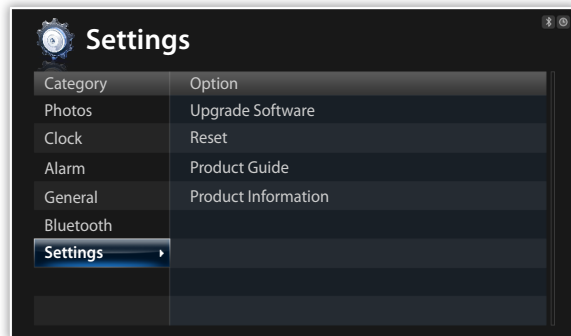 Settings
Category Option
Photos Upgrade Software
Clock Reset
Alarm Product Guide
General Product Information
Bluetooth
Settings